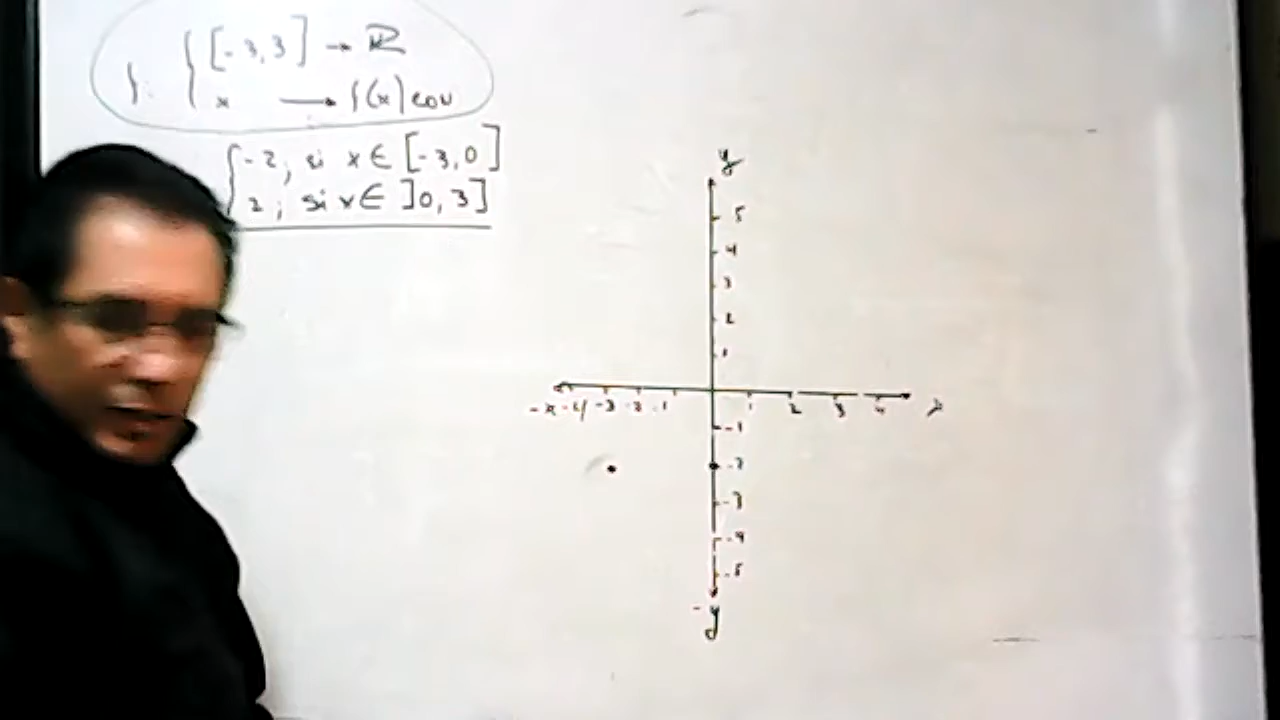 f: { [-3,3] → ℝ
x → f(x) con
{ -2, si x ∈ [-3,0]
2, si x ∈ ]0,3]
y
5
4
3
2
1
-x -4 -3 -2 -1 1 2 3 4 x
-1
-2
-3
-4
-5
-y